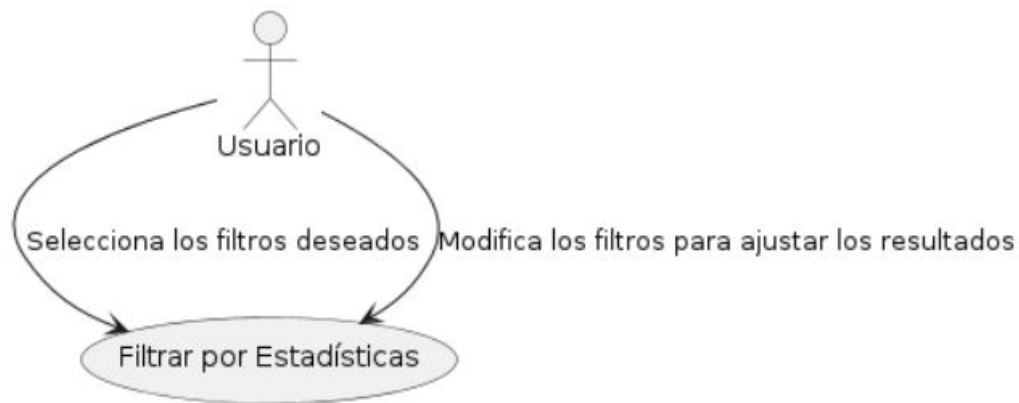 Usuario
Selecciona los filtros deseados
Modifica los filtros para ajustar los resultados
Filtrar por Estadísticas